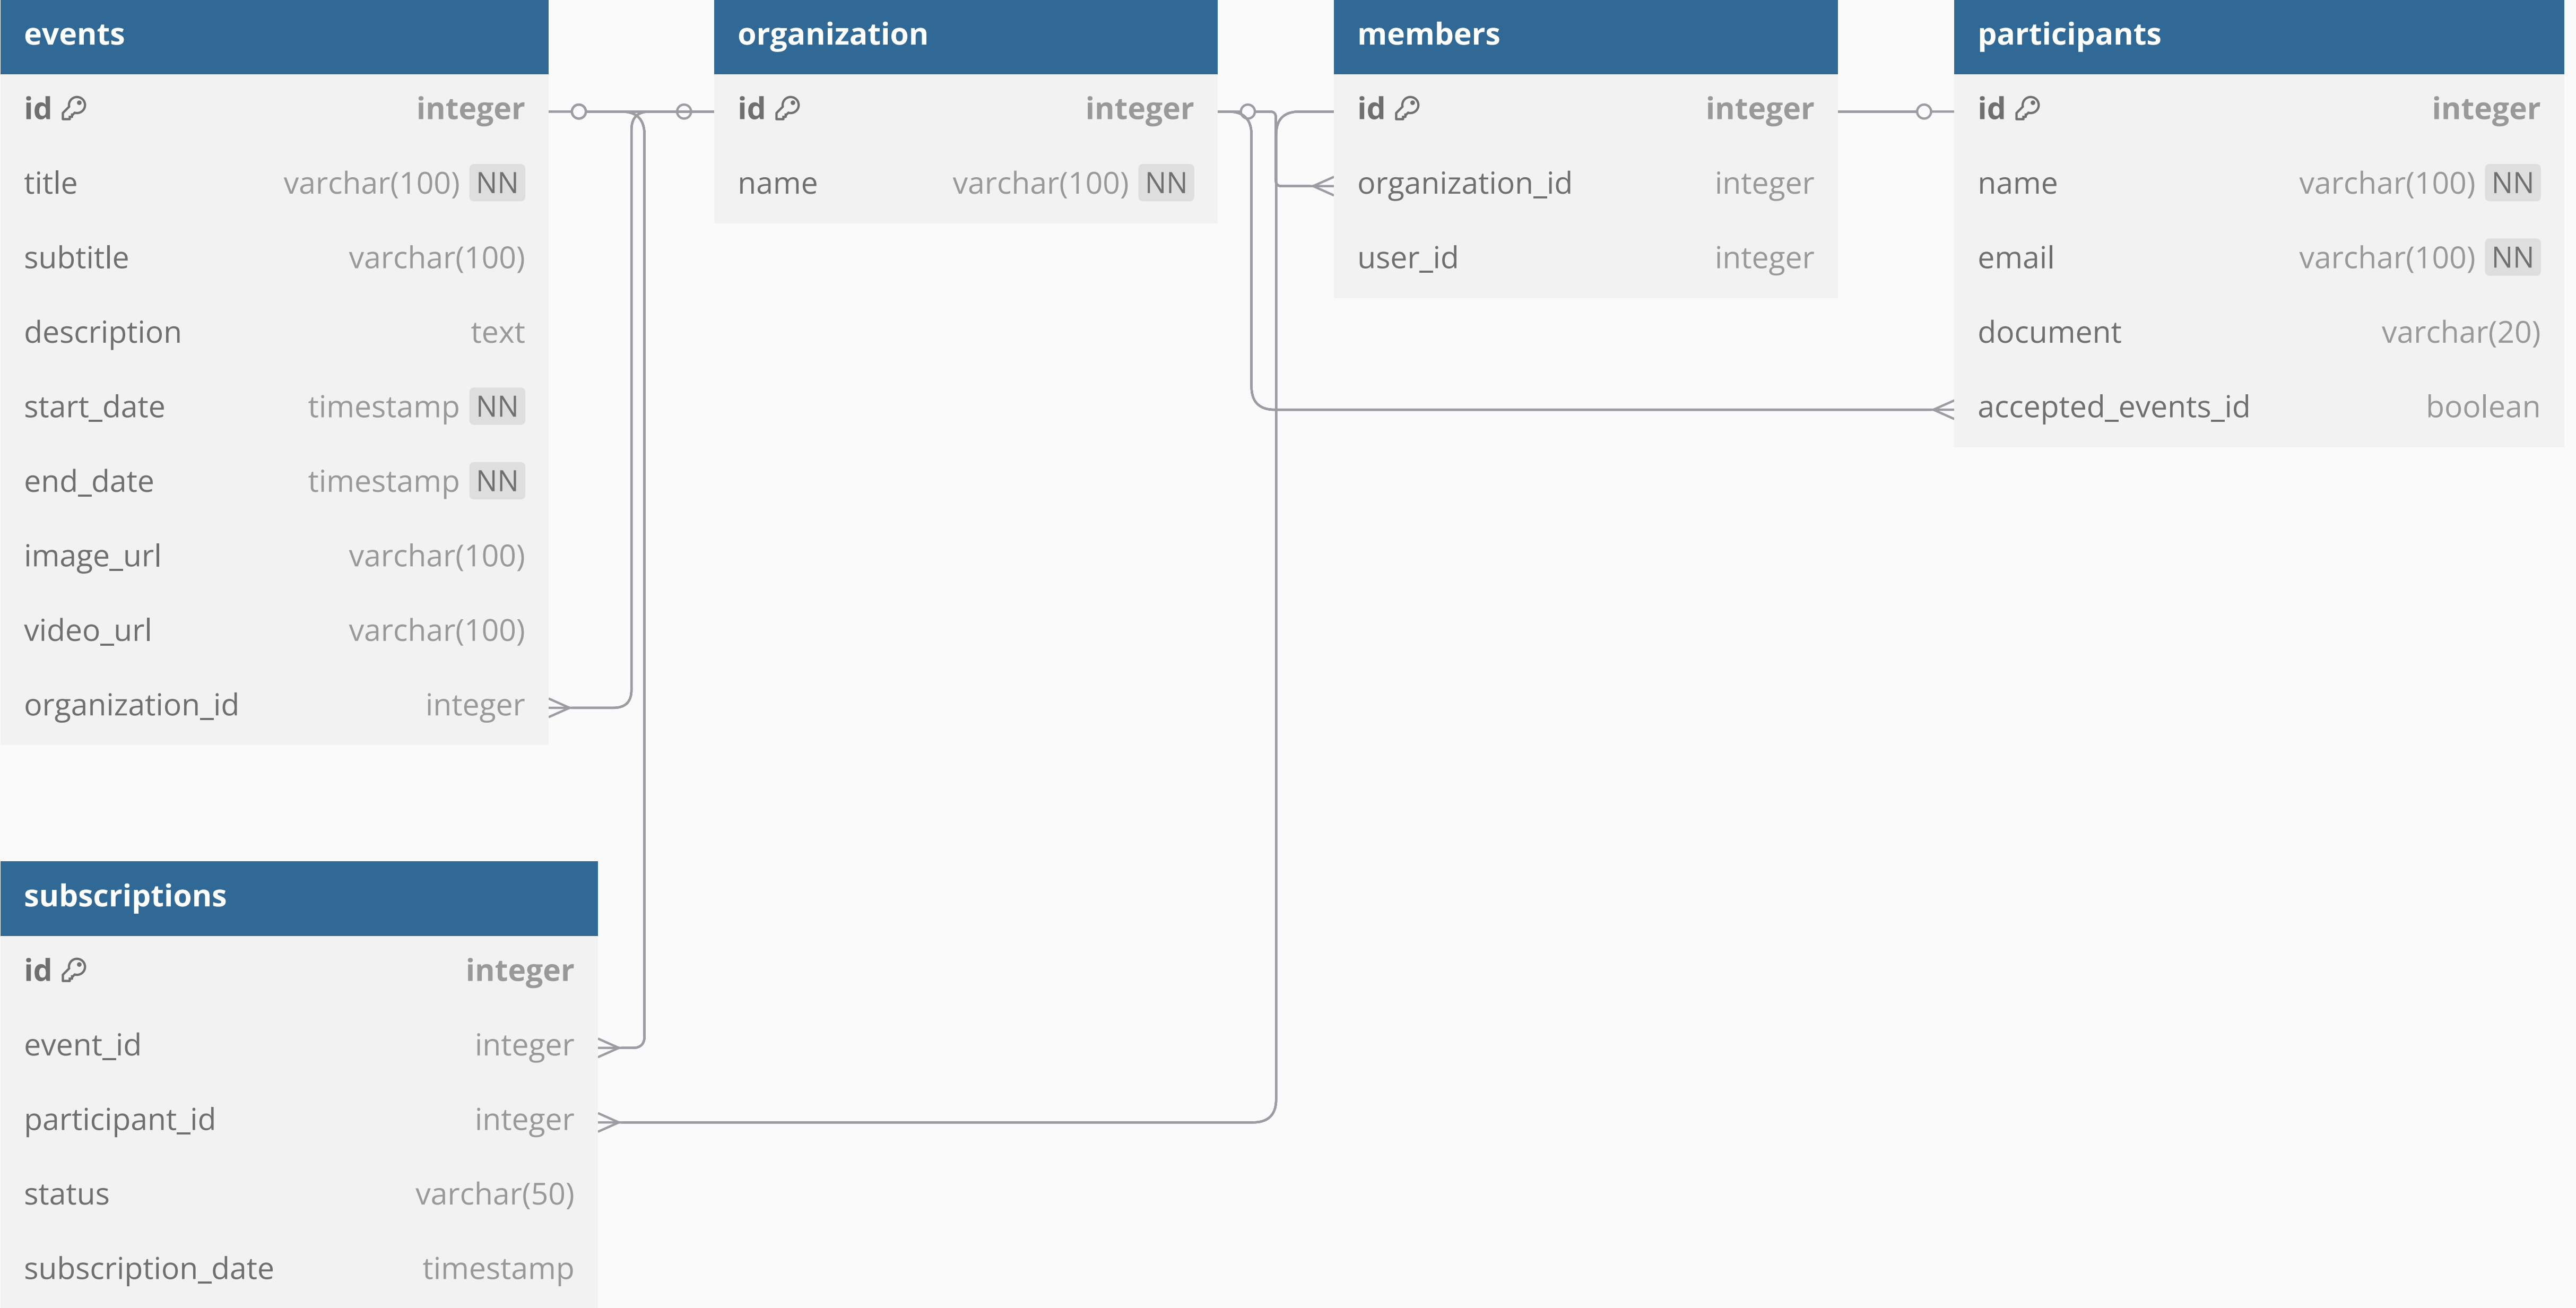 events
id integer
title varchar(100) NN
subtitle varchar(100)
description text
start_date timestamp NN
end_date timestamp NN
image_url varchar(100)
video_url varchar(100)
organization_id integer
organization
id integer
name varchar(100) NN
members
id integer
organization_id integer
user_id integer
participants
id integer
name varchar(100) NN
email varchar(100) NN
document varchar(20)
accepted_events_id boolean
subscriptions
id integer
event_id integer
participant_id integer
status varchar(50)
subscription_date timestamp